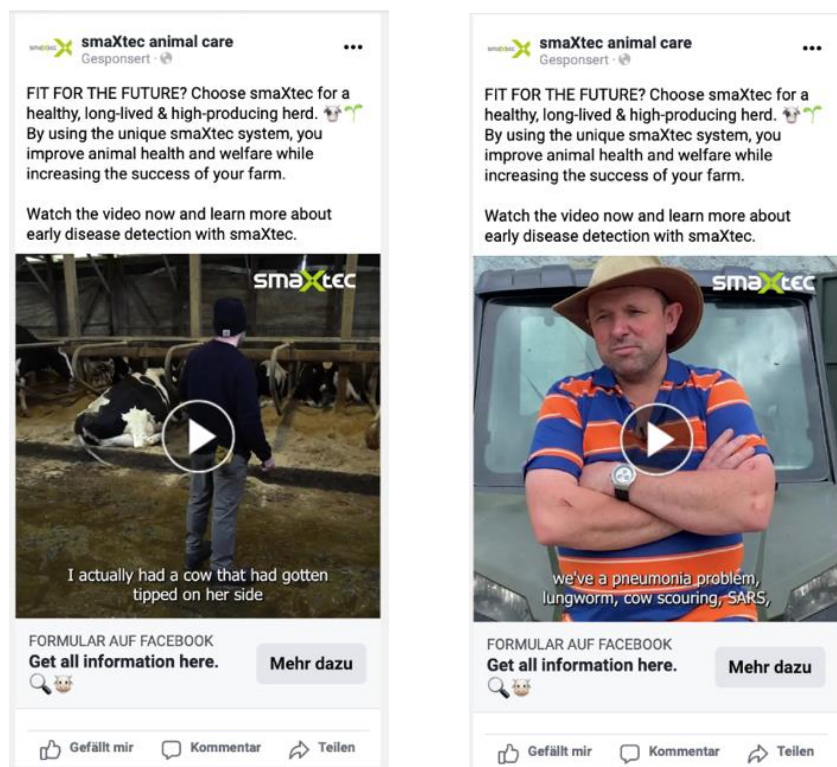 smaXtec
smaXtec animal care
Gesponsert ·
FIT FOR THE FUTURE? Choose smaXtec for a
healthy, long-lived & high-producing herd. 🐮🌱
By using the unique smaXtec system, you
improve animal health and welfare while
increasing the success of your farm.
Watch the video now and learn more about
early disease detection with smaXtec.
smaXtec
I actually had a cow that had gotten
tipped on her side
FORMULAR AUF FACEBOOK
Get all information here.
🔍🐮
Mehr dazu
Gefällt mir
Kommentar
Teilen
smaXtec
smaXtec animal care
Gesponsert ·
FIT FOR THE FUTURE? Choose smaXtec for a
healthy, long-lived & high-producing herd. 🐮🌱
By using the unique smaXtec system, you
improve animal health and welfare while
increasing the success of your farm.
Watch the video now and learn more about
early disease detection with smaXtec.
smaXtec
we've a pneumonia problem,
lungworm, cow scouring, SARS,
FORMULAR AUF FACEBOOK
Get all information here.
🔍🐮
Mehr dazu
Gefällt mir
Kommentar
Teilen